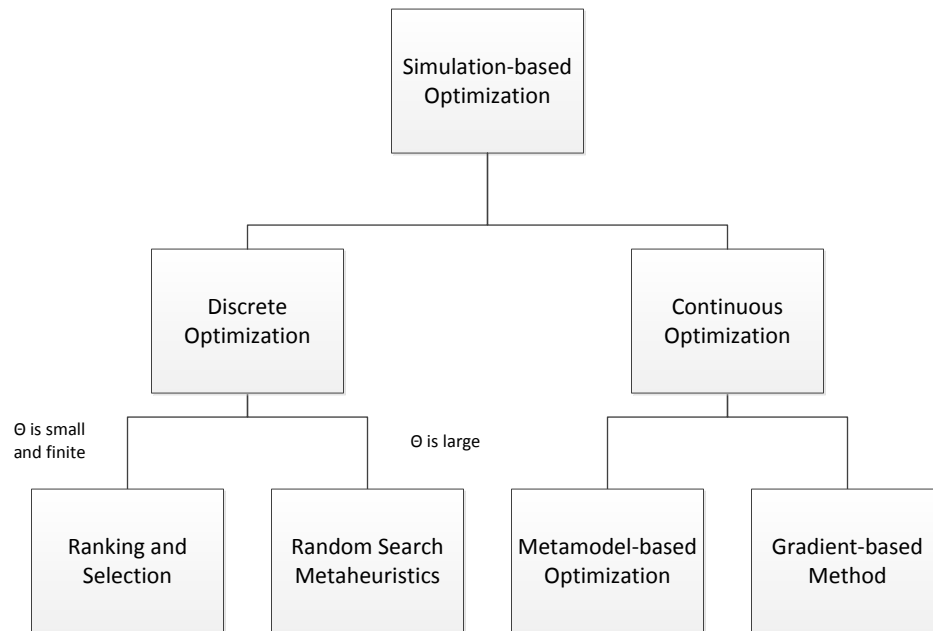 Simulation-based
Optimization
Discrete
Optimization
Continuous
Optimization
Θ is small
and finite
Θ is large
Ranking and
Selection
Random Search
Metaheuristics
Metamodel-based
Optimization
Gradient-based
Method